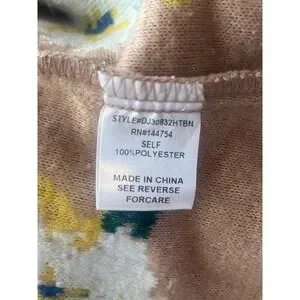 STYLE#DJ30832HTBN
RN#144754
SELF
100%POLYESTER
MADE IN CHINA
SEE REVERSE
FORCARE